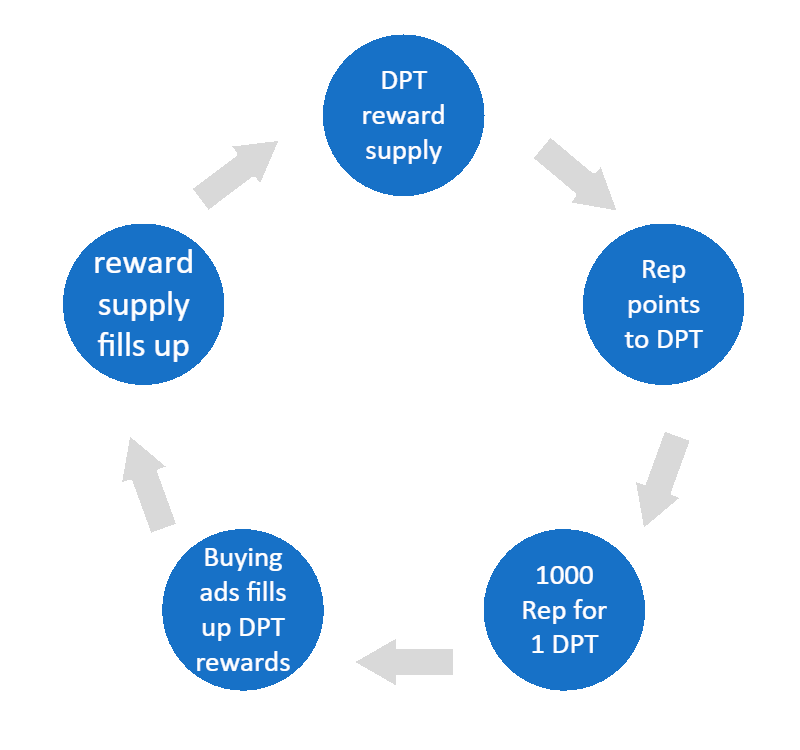 DPT
reward
supply
Rep
points
to DPT
1000
Rep for
1 DPT
Buying
ads fills
up DPT
rewards
reward
supply
fills up